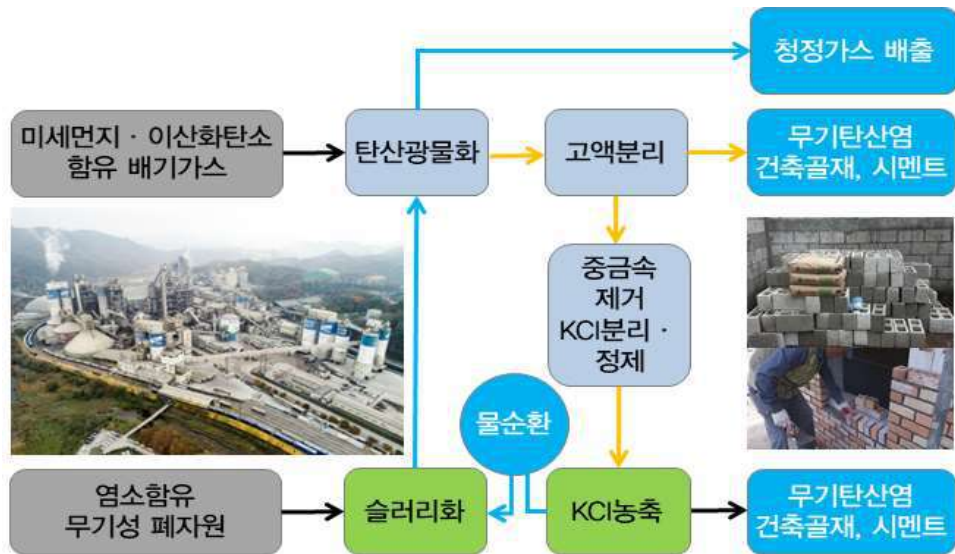 청정가스 배출
미세먼지 · 이산화탄소
함유 배기가스
탄산광물화
고액분리
무기탄산염
건축골재, 시멘트
중금속
제거
KCl분리 ·
정제
물순환
염소함유
무기성 폐자원
슬러리화
KCl농축
무기탄산염
건축골재, 시멘트